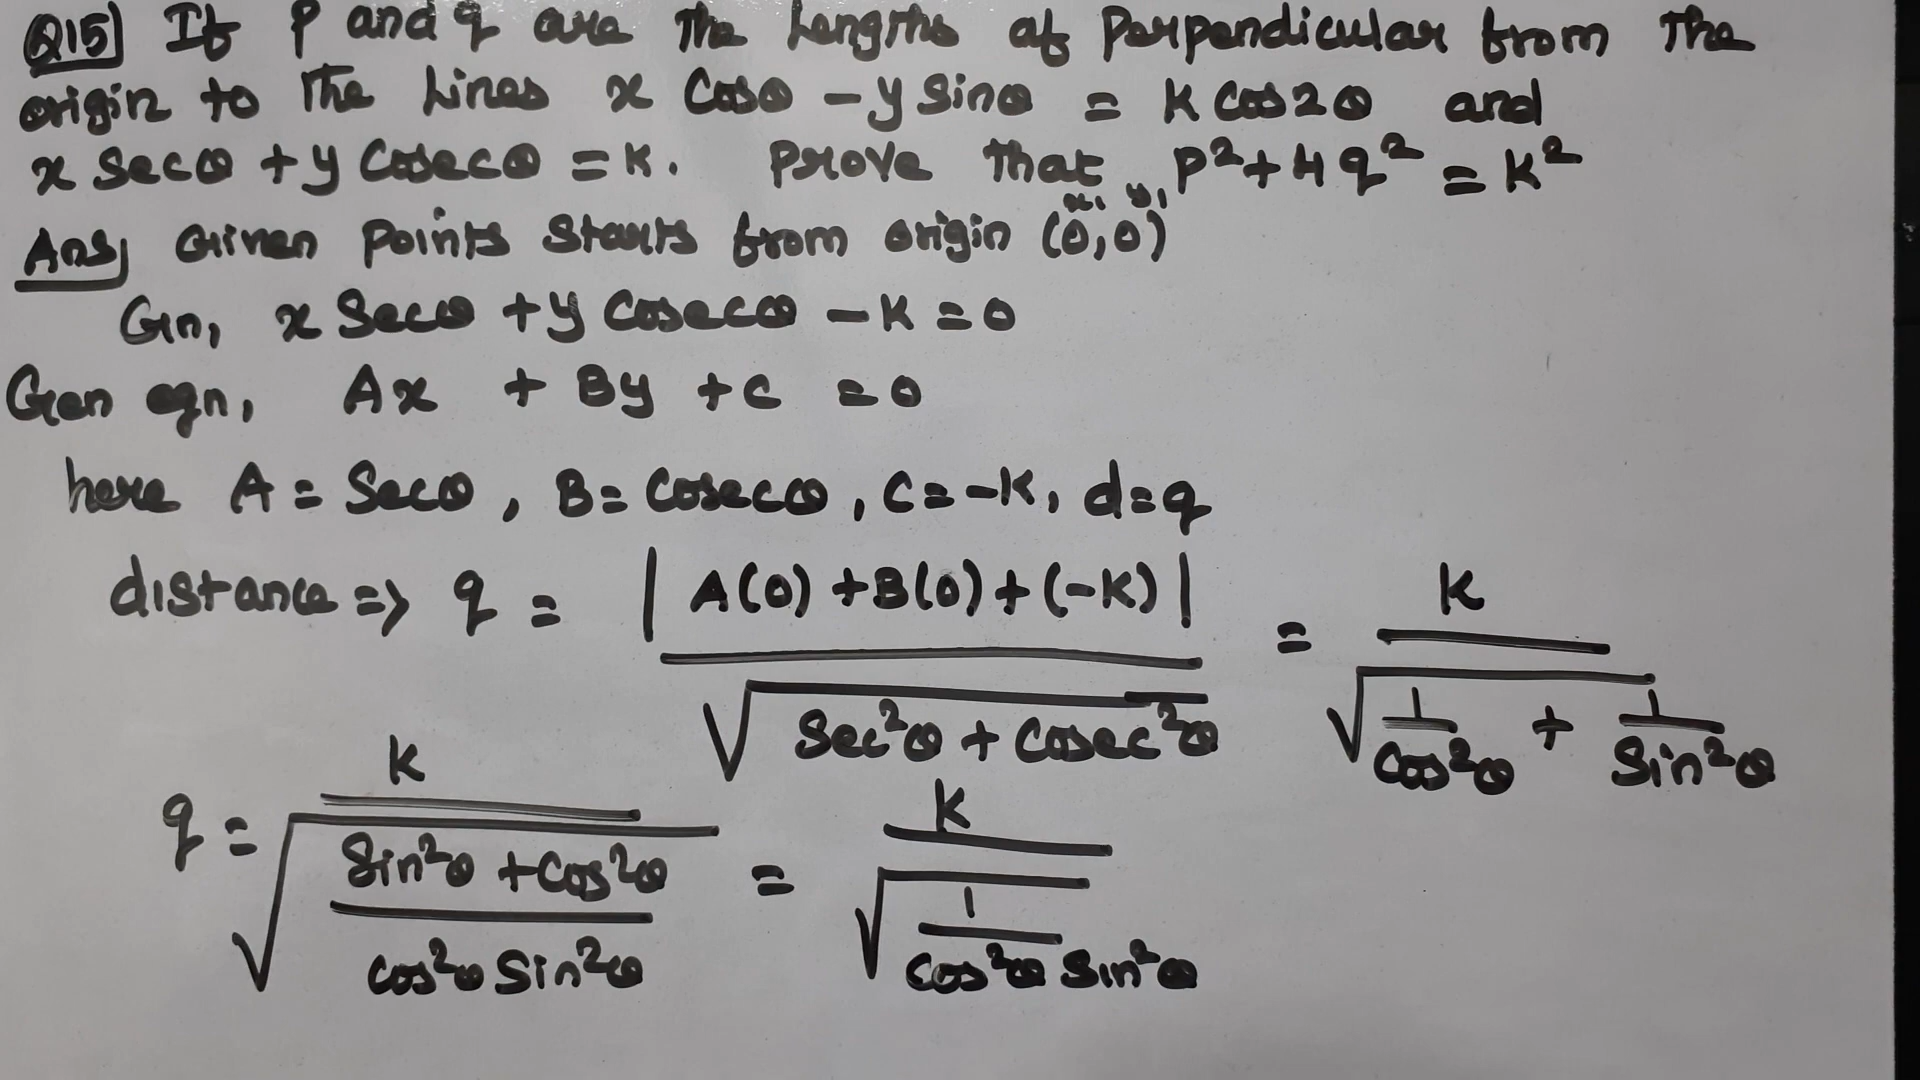 Q15] If P and q are the Lengths of Perpendicular from the
origin to the Lines x Cosθ - y Sinθ = K Cos2θ and
x Secθ + y Cosecθ = K. Prove that P² + 4q² = K²
x₁ y₁
Ans, Given Points Starts from origin (0,0)
Gn, x Secθ + y Cosecθ - K = 0
Gen eqn, Ax + By + C = 0
here A = Secθ, B = Cosecθ, C = -K, d = q
distance => q = |A(0) + B(0) + (-K)| / √(Sec²θ + Cosec²θ) = K / √(1/Cos²θ + 1/Sin²θ)
q = K / √((Sin²θ + Cos²θ)/(Cos²θ Sin²θ)) = K / √(1/(Cos²θ Sin²θ))